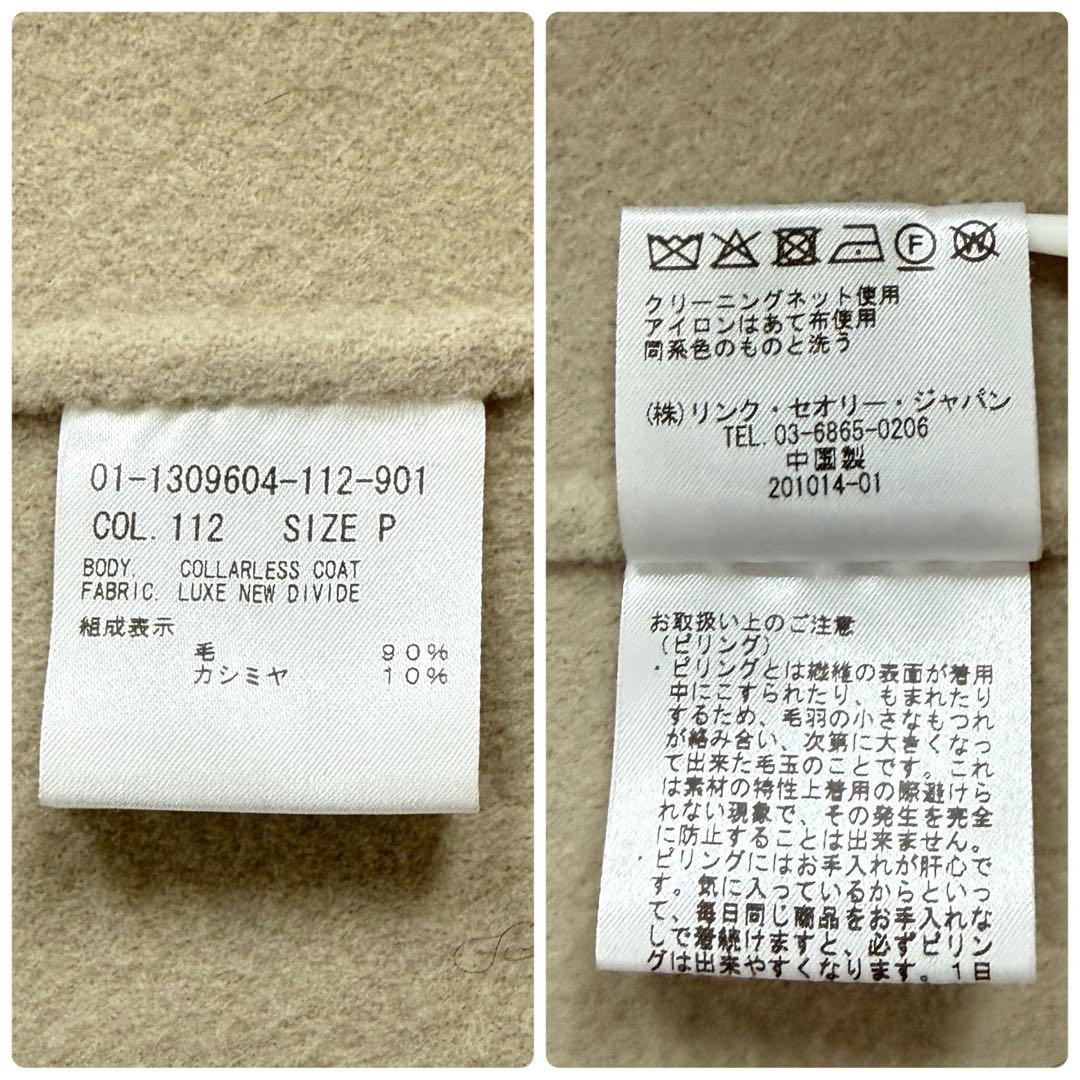 01-1309604-112-901
COL. 112 SIZE P
BODY. COLLARLESS COAT
FABRIC. LUXE NEW DIVIDE
組成表示
毛 90%
カシミヤ 10%
F W
クリーニングネット使用
アイロンはあて布使用
同系色のものと洗う
(株)リンク・セオリー・ジャパン
TEL. 03-6865-0206
中国製
201014-01
お取扱い上のご注意
(ピリング)
・ピリングとは繊維の表面が着用
中にこすられたり、もまれたり
するため、毛羽の小さなもつれ
が絡み合い、次第に大きくなっ
て出来た毛玉のことです。これ
は素材の特性上着用の際避けら
れない現象で、その発生を完全
に防止することは出来ません。
ピリングにはお手入れが肝心で
す。気に入っているからといっ
て、毎日同じ商品をお手入れな
しで着続けますと、必ずピリン
グは出来やすくなります。1日